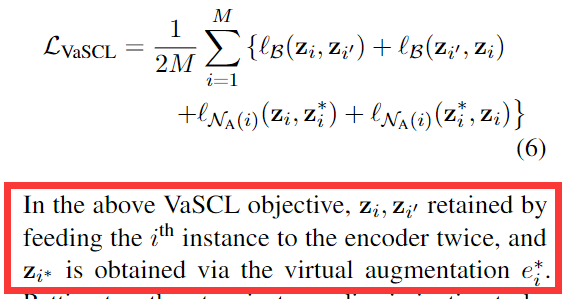 \mathcal{L}_{\text{VaSCL}} = \frac{1}{2M} \sum_{i=1}^{M} \{ \ell_{\mathcal{B}}(\mathbf{z}_i, \mathbf{z}_{i'}) + \ell_{\mathcal{B}}(\mathbf{z}_{i'}, \mathbf{z}_i)
+ \ell_{\mathcal{N}_{\text{A}}(i)}(\mathbf{z}_i, \mathbf{z}_i^*) + \ell_{\mathcal{N}_{\text{A}}(i)}(\mathbf{z}_i^*, \mathbf{z}_i) \}
(6)
In the above VaSCL objective, \mathbf{z}_i, \mathbf{z}_{i'} retained by
feeding the i^{\text{th}} instance to the encoder twice, and
\mathbf{z}_{i^*} is obtained via the virtual augmentation e_i^*.